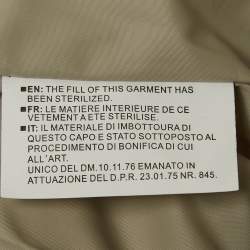 ■EN: THE FILL OF THIS GARMENT HAS
BEEN STERILIZED.
■FR: LE MATIERE INTERIEURE DE CE
VETEMENT A ETE STERILISE.
■IT: IL MATERIALE DI IMBOTTOURA DI
QUESTO CAPO E STATO SOTTOPOSTO AL
PROCEDIMENTO DI BONIFICA DI CUI
ALL'ART.
UNICO DEL DM.10.11.76 EMANATO IN
ATTUAZIONE DEL D.P.R. 23.01.75 NR. 845.